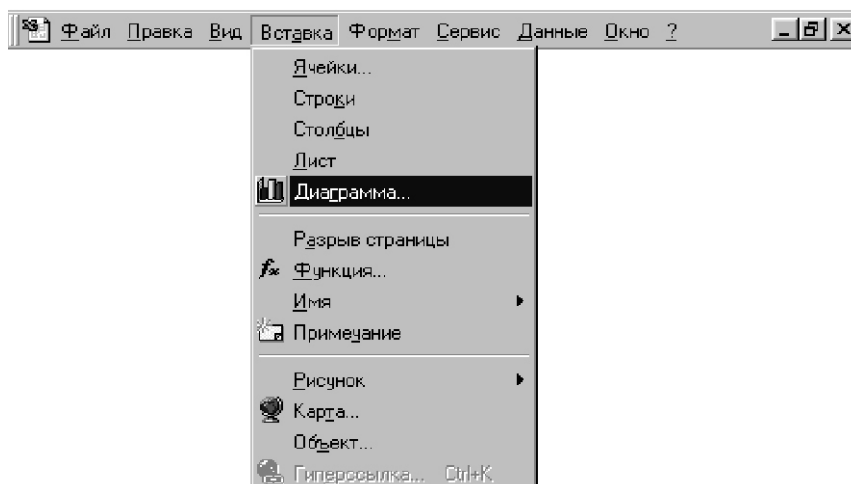 Файл Правка Вид Вставка Формат Сервис Данные Окно ?
Ячейки...
Строки
Столбцы
Лист
Диаграмма...
Разрыв страницы
Функция...
Имя
Примечание
Рисунок
Карта...
Объект...
Гиперссылка... Ctrl+K